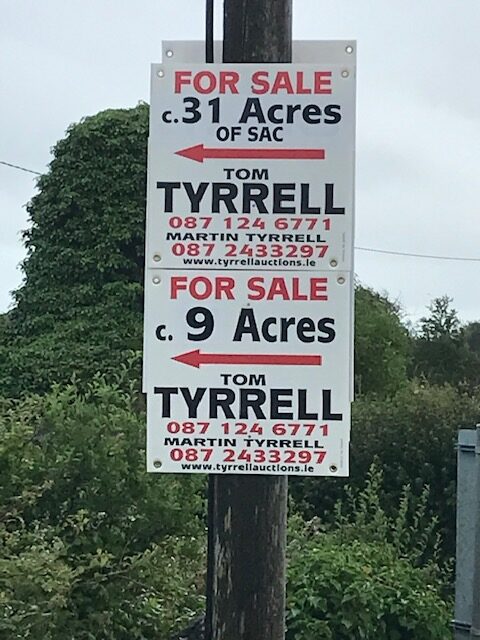 FOR SALE
c.31 Acres
OF SAC
TOM
TYRRELL
087 124 6771
MARTIN TYRRELL
087 2433297
www.tyrrellauctions.ie
FOR SALE
c. 9 Acres
TOM
TYRRELL
087 124 6771
MARTIN TYRRELL
087 2433297
www.tyrrellauctions.ie